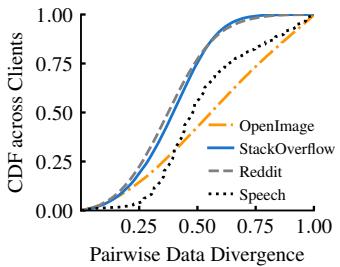 CDF across Clients
1.00
0.75
0.50
0.25
0.00
OpenImage
StackOverflow
Reddit
Speech
0.25 0.50 0.75 1.00
Pairwise Data Divergence